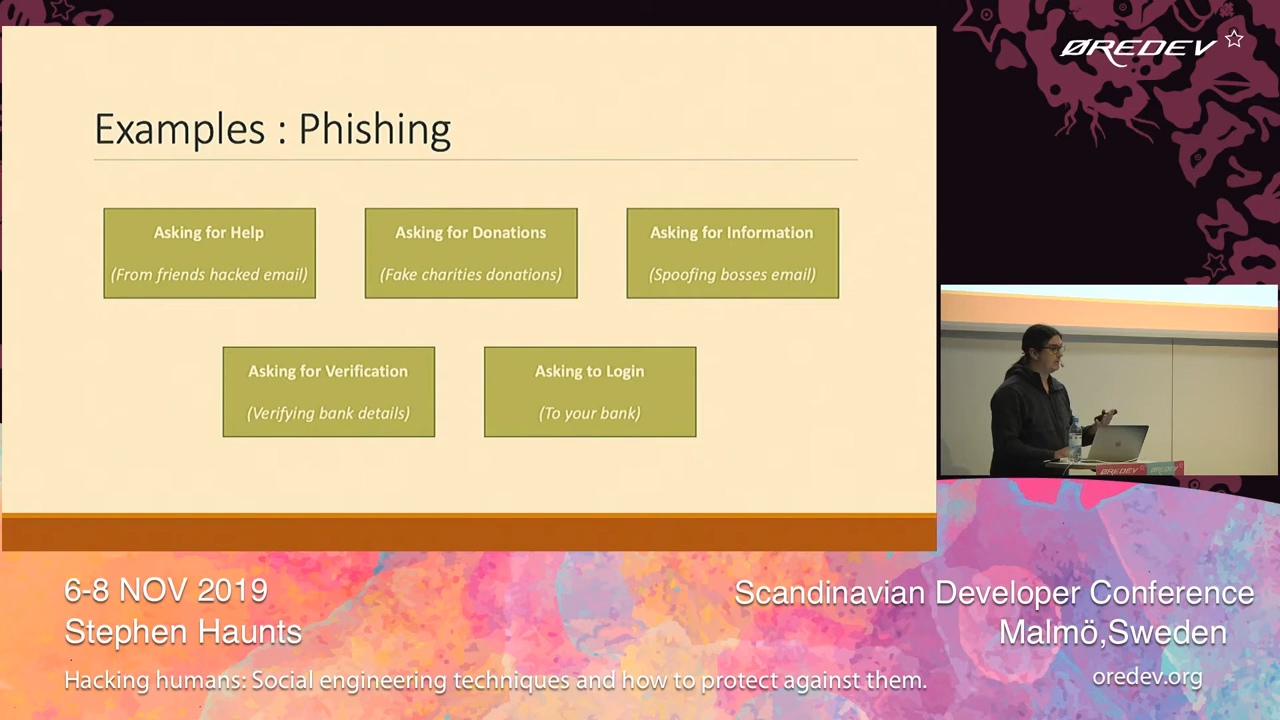 ØREDEV
Examples : Phishing
Asking for Help
(From friends hacked email)
Asking for Donations
(Fake charities donations)
Asking for Information
(Spoofing bosses email)
Asking for Verification
(Verifying bank details)
Asking to Login
(To your bank)
ØREDEV
ØREDEV
6-8 NOV 2019
Stephen Haunts
Hacking humans: Social engineering techniques and how to protect against them.
Scandinavian Developer Conference
Malmö,Sweden
oredev.org